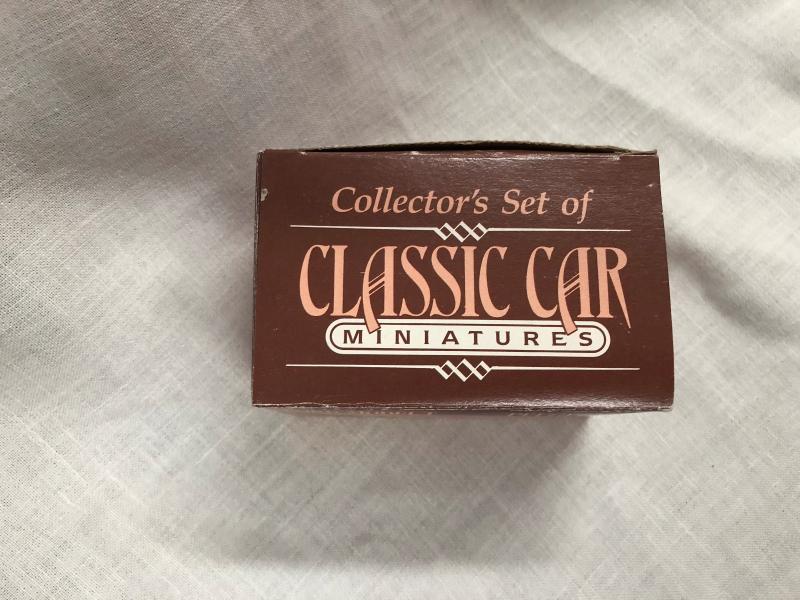 Collector's Set of
CLASSIC CAR
MINIATURES